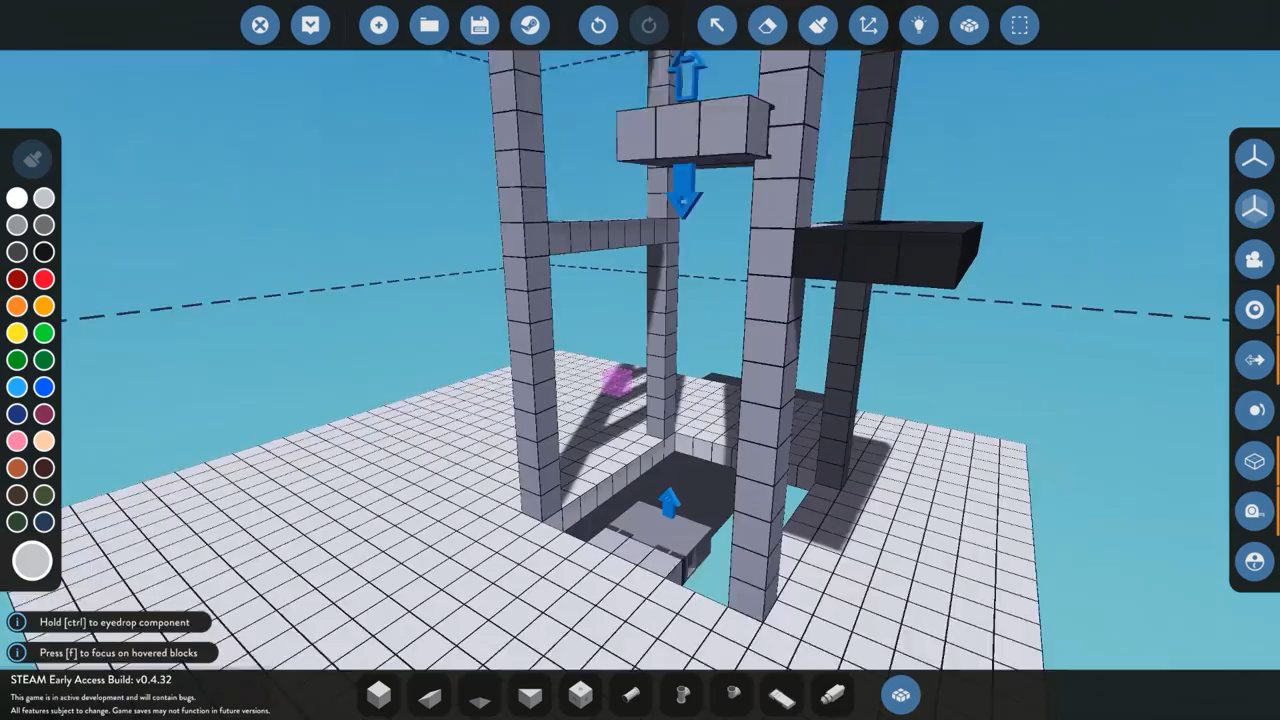 Hold [ctrl] to eyedrop component
Press [f] to focus on hovered blocks
STEAM Early Access Build: v0.4.32
This game is in active development and will contain bugs.
All features subject to change. Game saves may not function in future versions.